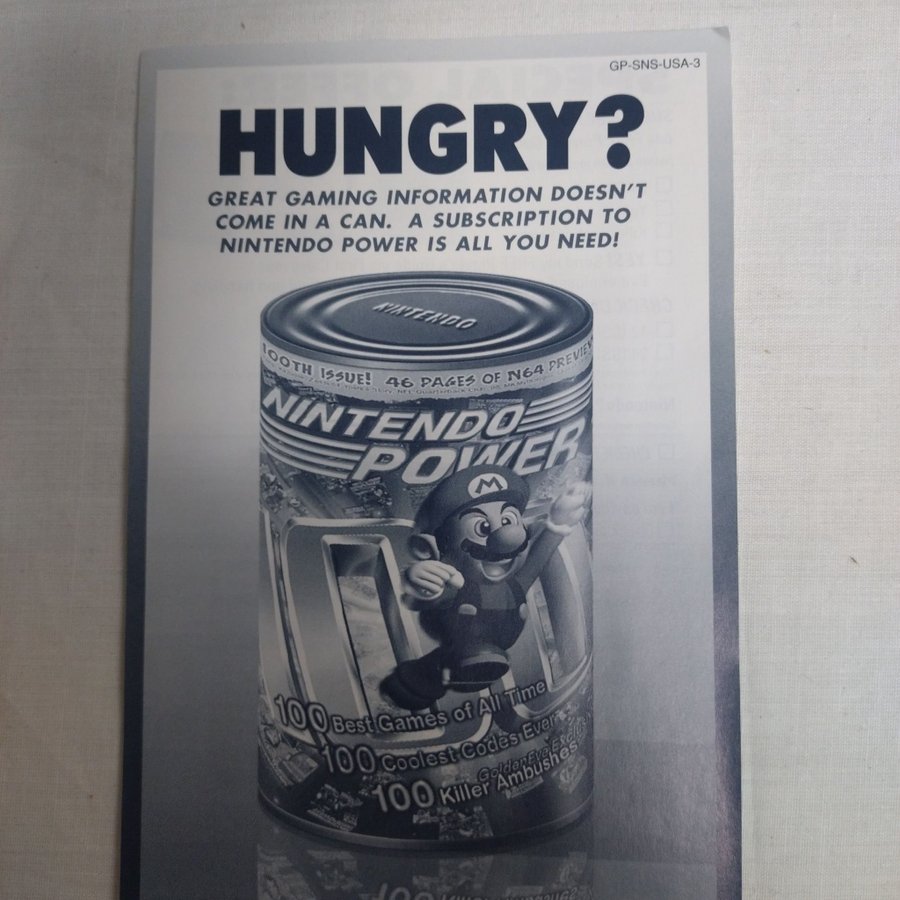 GP-SNS-USA-3
HUNGRY?
GREAT GAMING INFORMATION DOESN'T
COME IN A CAN. A SUBSCRIPTION TO
NINTENDO POWER IS ALL YOU NEED!
NINTENDO
100TH ISSUE! 46 PAGES OF N64 PREVIEW
NINTENDO
POWER
M
100
100 Best Games of All Time
100 Coolest Codes Ever
GoldenEye
100 Killer Ambushes